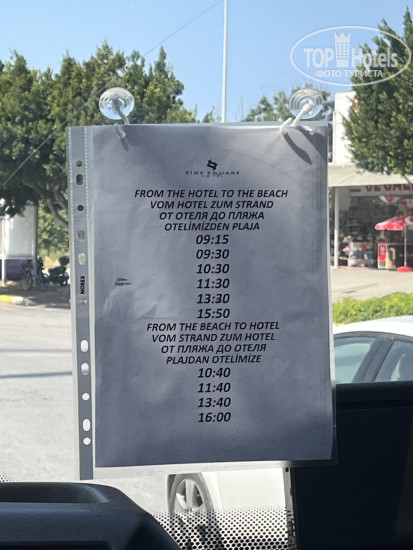 TOPHotels
ФОТО ТУРИСТА
SIDE SQUARE
HOTEL
FROM THE HOTEL TO THE BEACH
VOM HOTEL ZUM STRAND
ОТ ОТЕЛЯ ДО ПЛЯЖА
OTELİMİZDEN PLAJA
09:15
09:30
10:30
11:30
13:30
15:50
FROM THE BEACH TO HOTEL
VOM STRAND ZUM HOTEL
ОТ ПЛЯЖА ДО ОТЕЛЯ
PLAJDAN OTELİMİZE
10:40
11:40
13:40
16:00